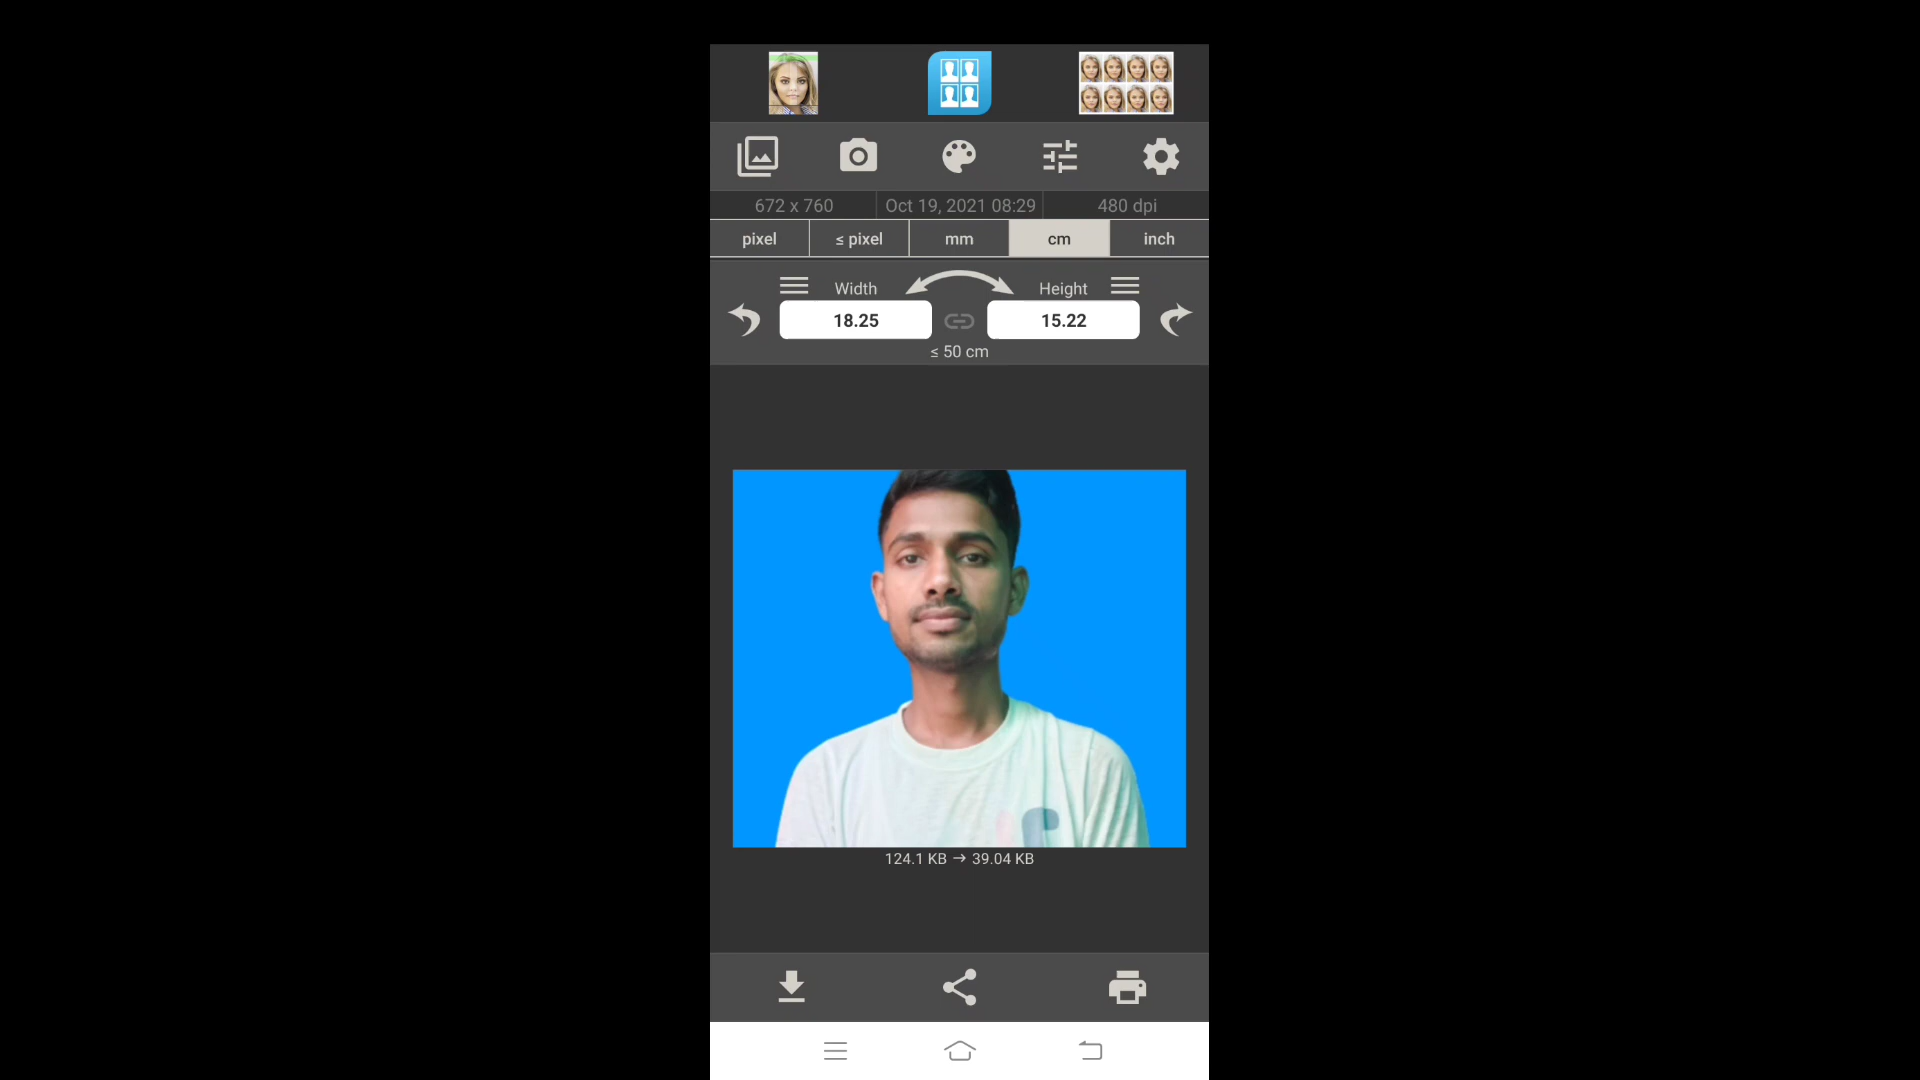 672 x 760 Oct 19, 2021 08:29 480 dpi
pixel ≤ pixel mm cm inch
Width Height
18.25 15.22
≤ 50 cm
124.1 KB → 39.04 KB